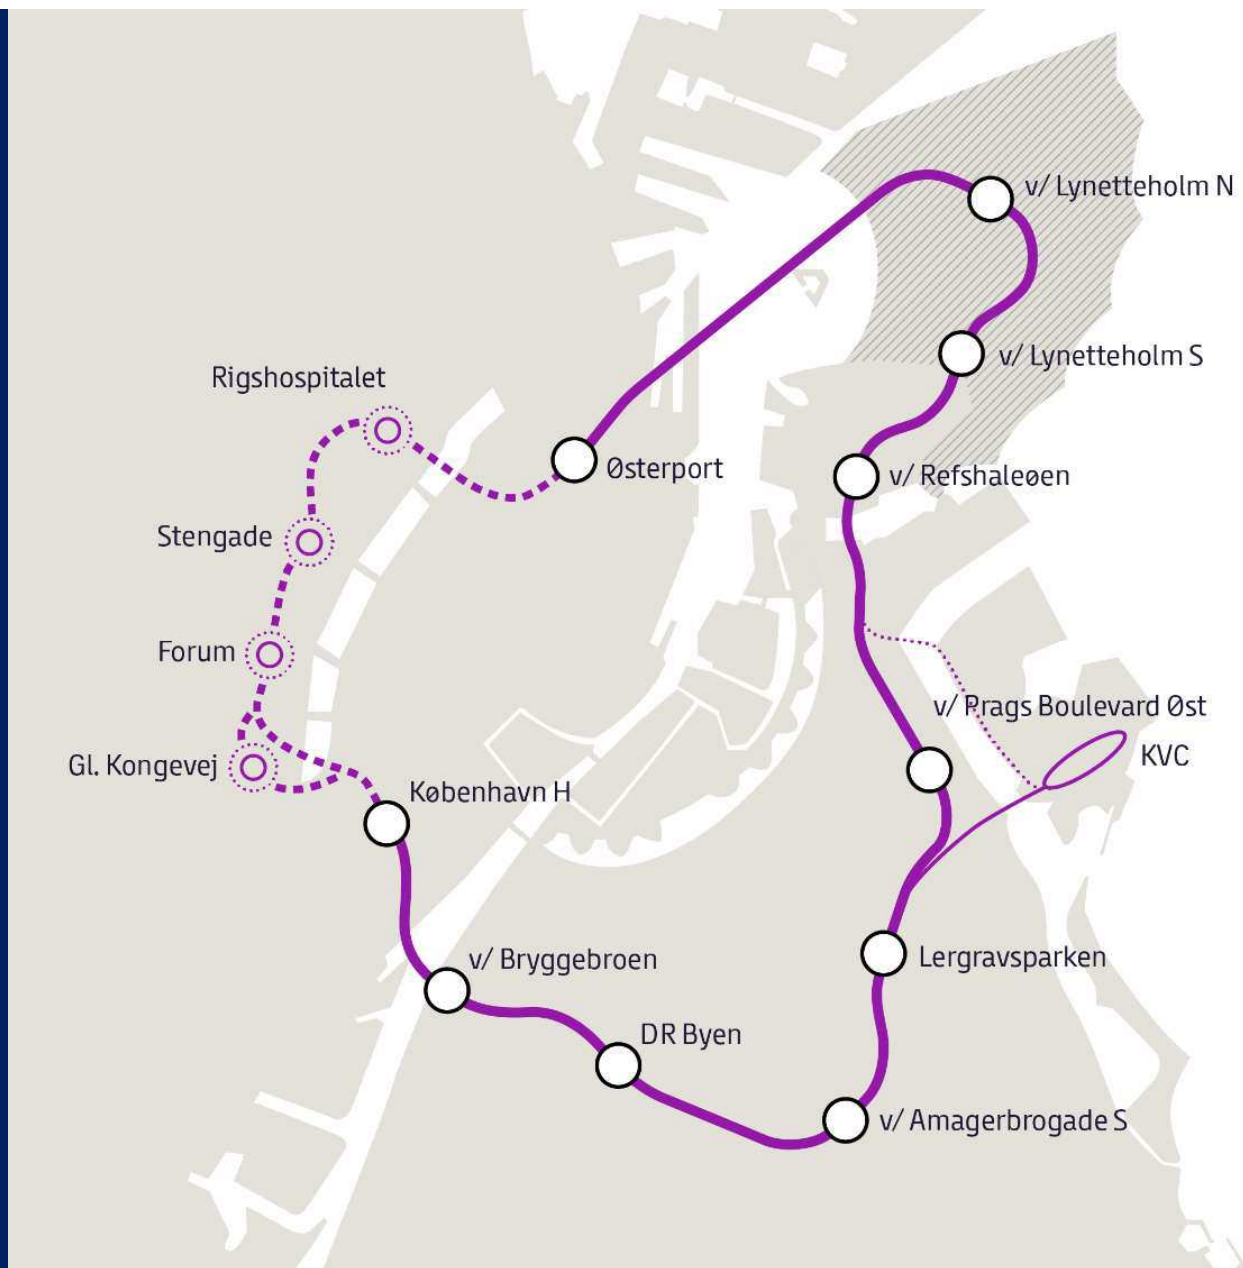 v/ Lynetteholm N
v/ Lynetteholm S
Rigshospitalet
Østerport
v/ Refshaleøen
Stengade
Forum
v/ Prags Boulevard Øst
KVC
Gl. Kongevej
København H
v/ Bryggebroen
Lergravsparken
DR Byen
v/ Amagerbrogade S